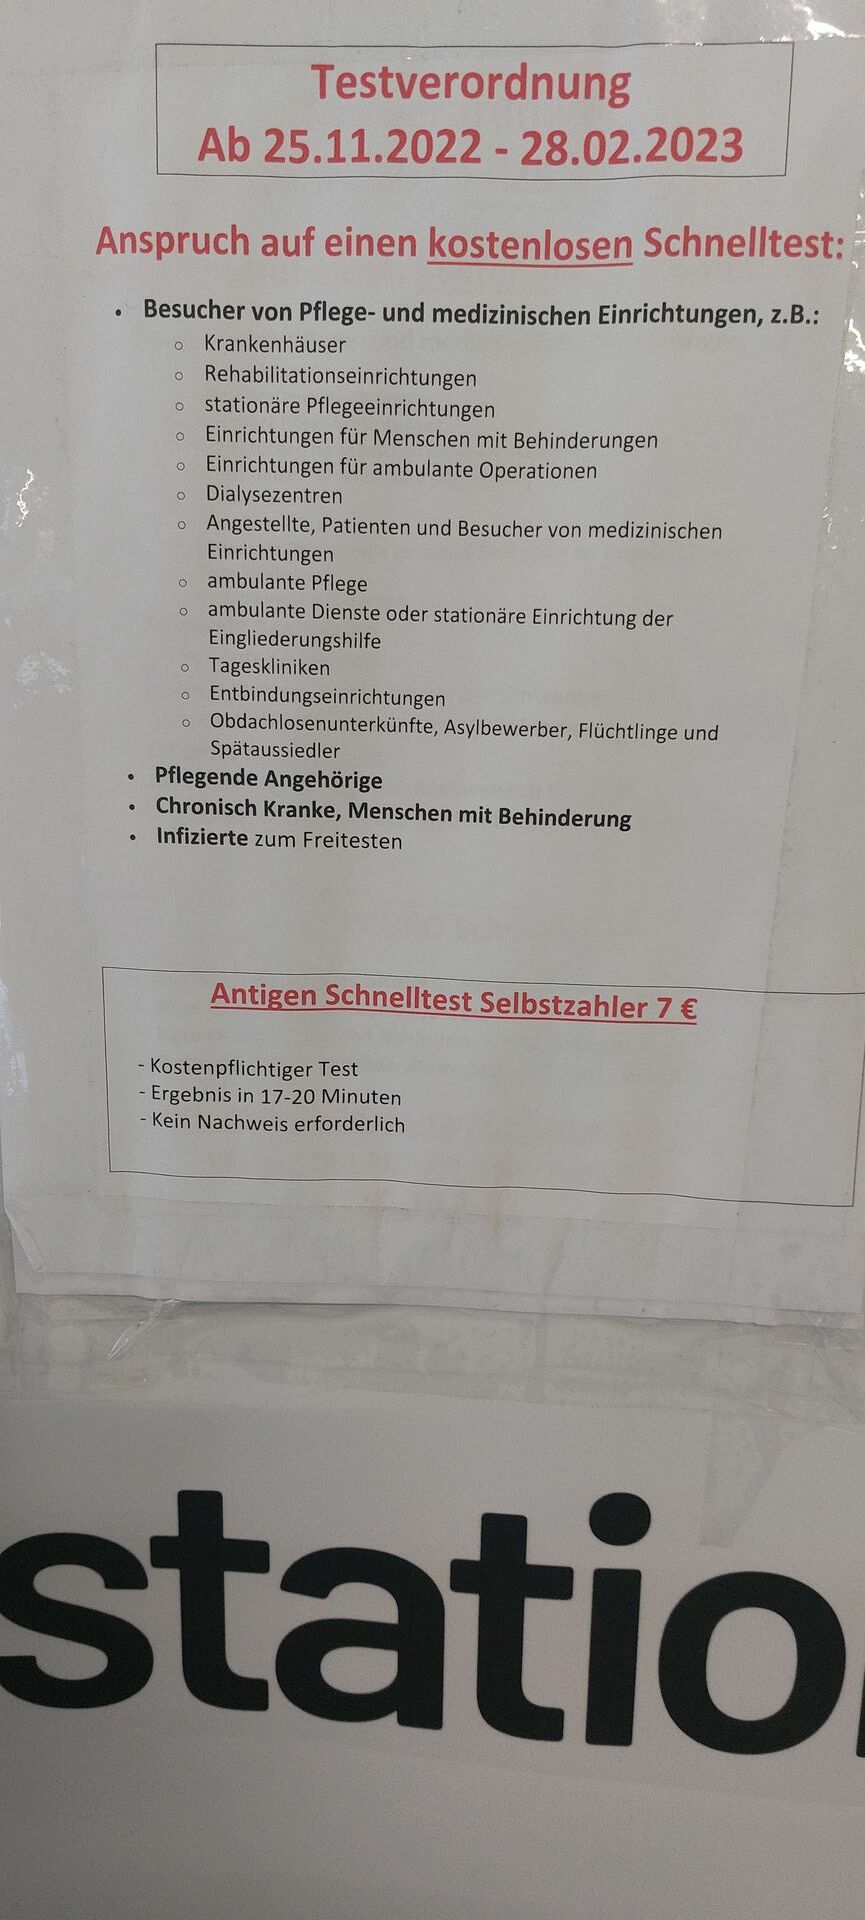 Testverordnung
Ab 25.11.2022 - 28.02.2023
Anspruch auf einen kostenlosen Schnelltest:
• Besucher von Pflege- und medizinischen Einrichtungen, z.B.:
○ Krankenhäuser
○ Rehabilitationseinrichtungen
○ stationäre Pflegeeinrichtungen
○ Einrichtungen für Menschen mit Behinderungen
○ Einrichtungen für ambulante Operationen
○ Dialysezentren
○ Angestellte, Patienten und Besucher von medizinischen
Einrichtungen
○ ambulante Pflege
○ ambulante Dienste oder stationäre Einrichtung der
Eingliederungshilfe
○ Tageskliniken
○ Entbindungseinrichtungen
○ Obdachlosenunterkünfte, Asylbewerber, Flüchtlinge und
Spätaussiedler
• Pflegende Angehörige
• Chronisch Kranke, Menschen mit Behinderung
• Infizierte zum Freitesten
Antigen Schnelltest Selbstzahler 7 €
- Kostenpflichtiger Test
- Ergebnis in 17-20 Minuten
- Kein Nachweis erforderlich
statio